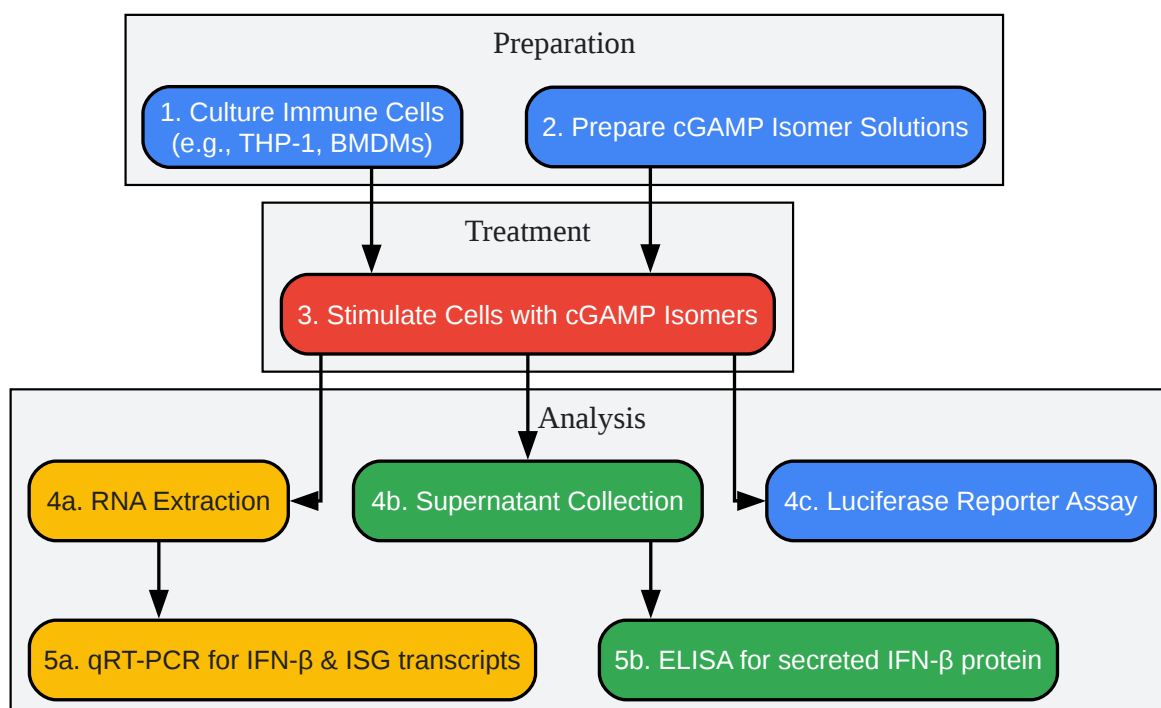 Preparation
1. Culture Immune Cells
(e.g., THP-1, BMDMs)
2. Prepare cGAMP Isomer Solutions
Treatment
3. Stimulate Cells with cGAMP Isomers
Analysis
4a. RNA Extraction
4b. Supernatant Collection
4c. Luciferase Reporter Assay
5a. qRT-PCR for IFN-β & ISG transcripts
5b. ELISA for secreted IFN-β protein